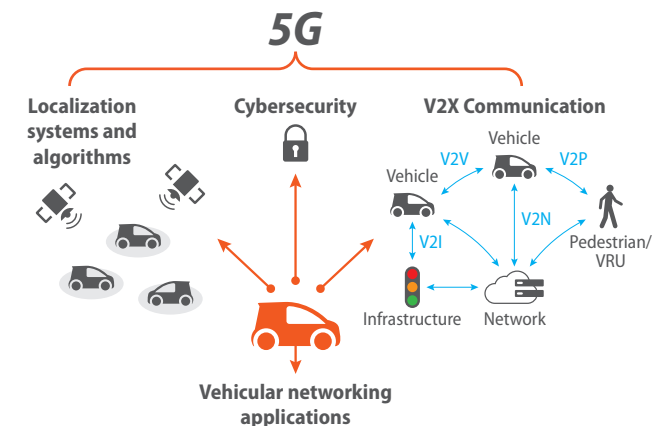 5G
Localization
systems and
algorithms
Cybersecurity
V2X Communication
Vehicle
V2V
V2P
Vehicle
V2N
V2I
Pedestrian/
VRU
Infrastructure
Network
Vehicular networking
applications